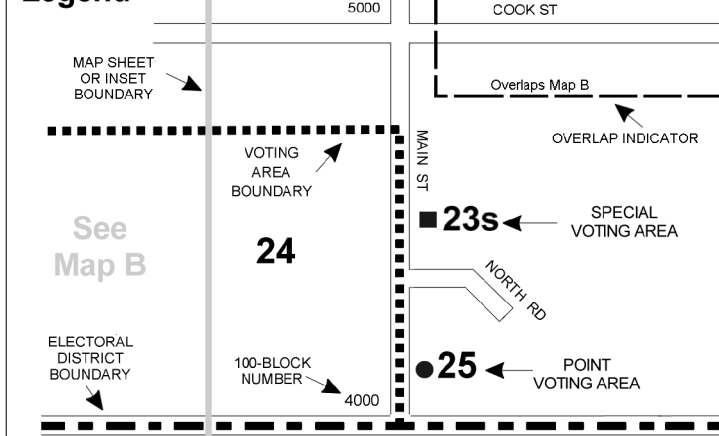 Legend
5000
COOK ST
MAP SHEET
OR INSET
BOUNDARY
Overlaps Map B
OVERLAP INDICATOR
VOTING
AREA
BOUNDARY
MAIN ST
See
Map B
24
23s
SPECIAL
VOTING AREA
NORTH RD
ELECTORAL
DISTRICT
BOUNDARY
100-BLOCK
NUMBER
4000
25
POINT
VOTING AREA